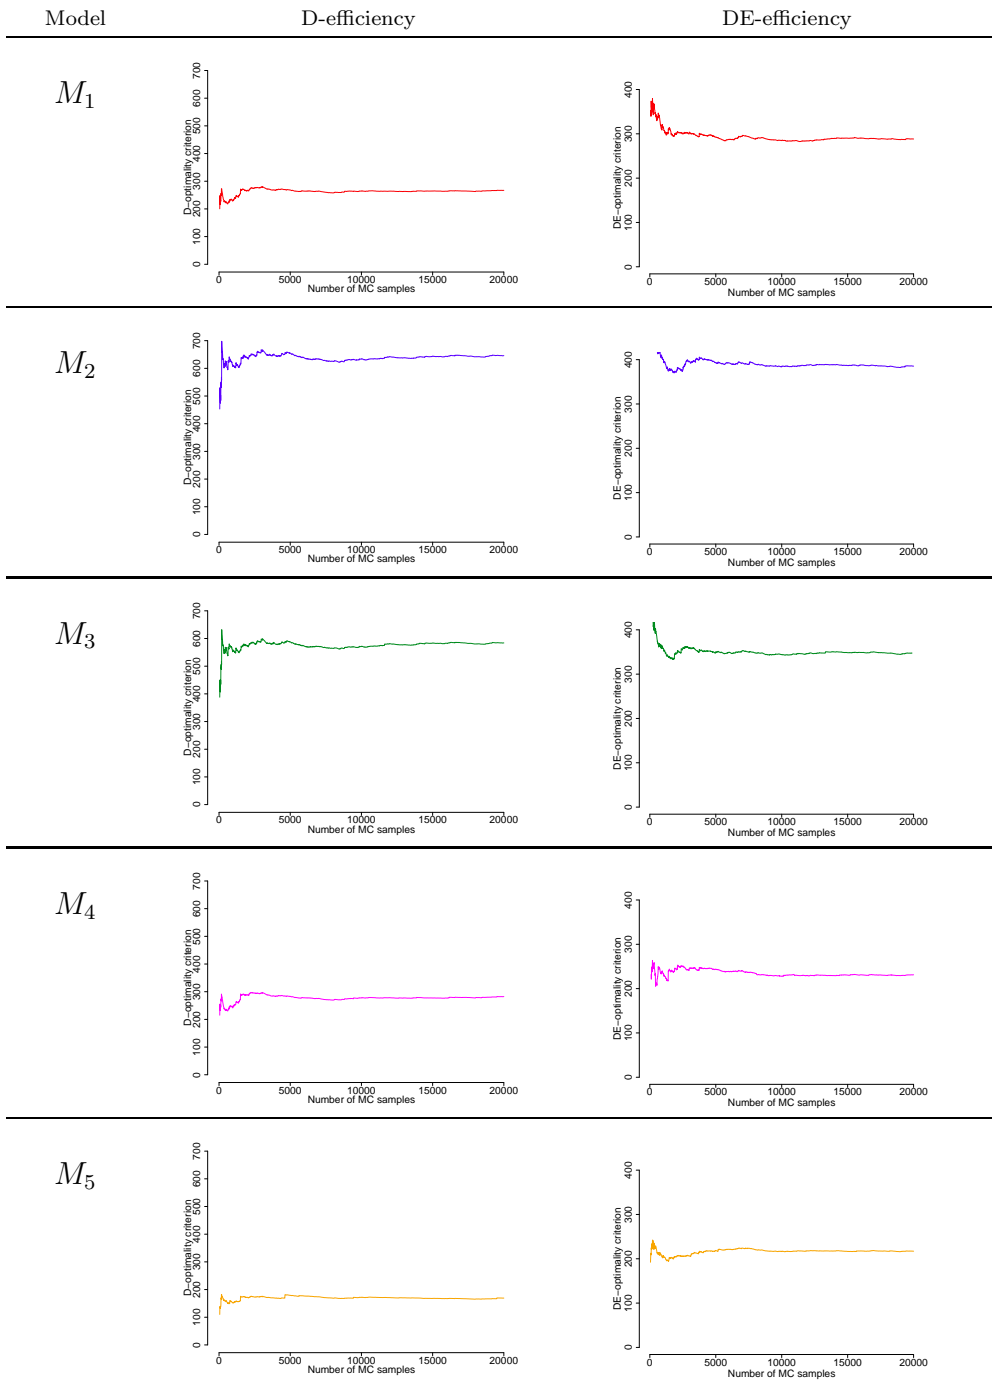 Model D-efficiency DE-efficiency
M1
D-optimality criterion
0 100 200 300 400 500 600 700
0 5000 10000 15000 20000
Number of MC samples
DE-optimality criterion
0 100 200 300 400
0 5000 10000 15000 20000
Number of MC samples
M2
D-optimality criterion
0 100 200 300 400 500 600 700
0 5000 10000 15000 20000
Number of MC samples
DE-optimality criterion
0 100 200 300 400
0 5000 10000 15000 20000
Number of MC samples
M3
D-optimality criterion
0 100 200 300 400 500 600 700
0 5000 10000 15000 20000
Number of MC samples
DE-optimality criterion
0 100 200 300 400
0 5000 10000 15000 20000
Number of MC samples
M4
D-optimality criterion
0 100 200 300 400 500 600 700
0 5000 10000 15000 20000
Number of MC samples
DE-optimality criterion
0 100 200 300 400
0 5000 10000 15000 20000
Number of MC samples
M5
D-optimality criterion
0 100 200 300 400 500 600 700
0 5000 10000 15000 20000
Number of MC samples
DE-optimality criterion
0 100 200 300 400
0 5000 10000 15000 20000
Number of MC samples